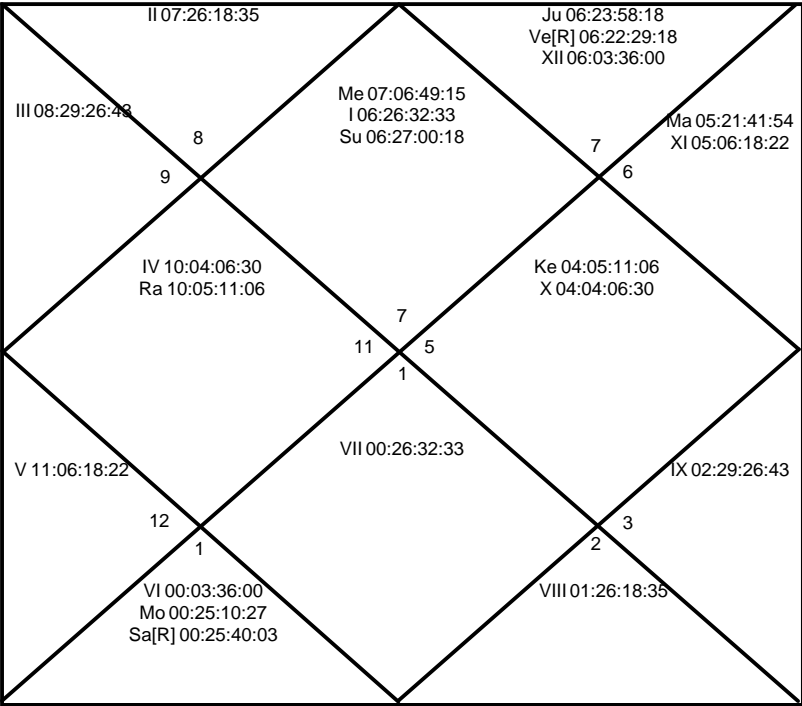 II 07:26:18:35
Ju 06:23:58:18
Ve[R] 06:22:29:18
XII 06:03:36:00
III 08:29:26:43
Me 07:06:49:15
I 06:26:32:33
Su 06:27:00:18
Ma 05:21:41:54
XI 05:06:18:22
8
7
9
6
IV 10:04:06:30
Ra 10:05:11:06
Ke 04:05:11:06
X 04:04:06:30
7
11
5
1
VII 00:26:32:33
V 11:06:18:22
IX 02:29:26:43
12
3
1
2
VI 00:03:36:00
Mo 00:25:10:27
Sa[R] 00:25:40:03
VIII 01:26:18:35